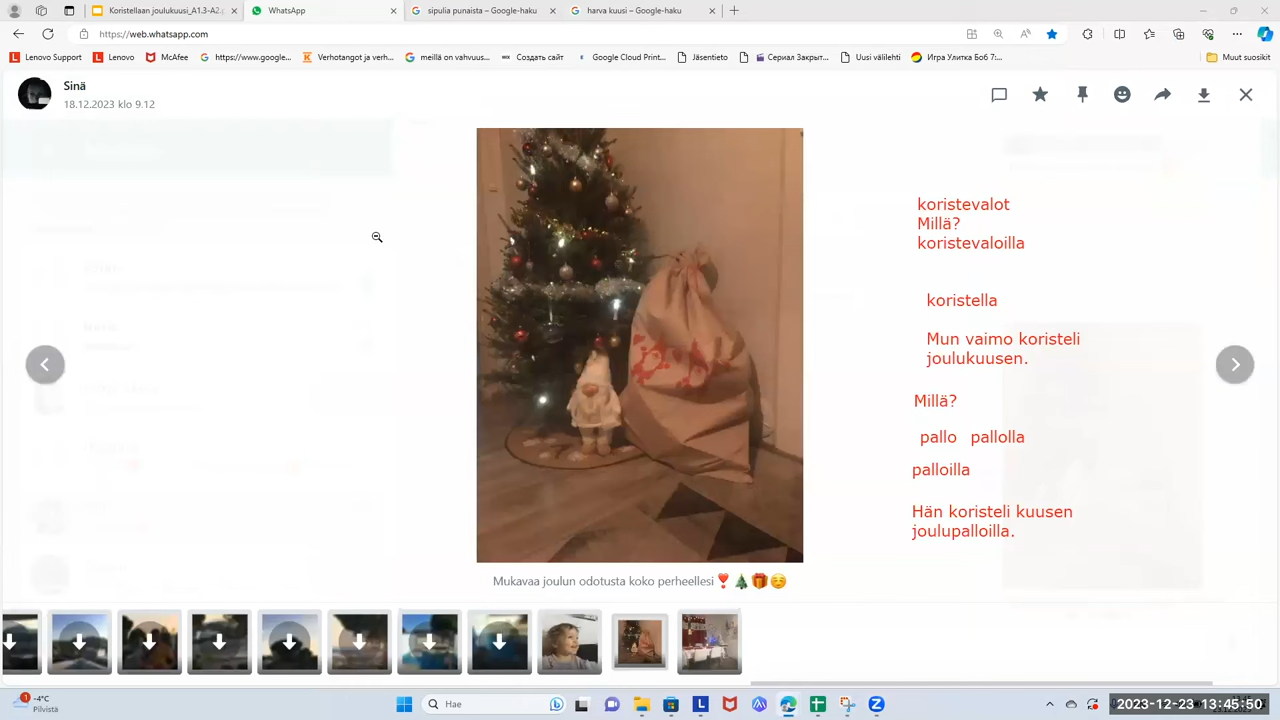 Koristellaan joulukuusi_A1.3-A2.
WhatsApp
sipulia punaista – Google-haku
harva kuusi – Google-haku
https://web.whatsapp.com
Lenovo Support
Lenovo
McAfee
https://www.google...
Verhotangot ja verh...
meillä on vahvuus...
Создать сайт
Google Cloud Print...
Jäsentieto
Сериал Закрыт...
Uusi välilehti
Игра Улитка Боб 7:...
Muut suosikit
Sinä
18.12.2023 klo 9.12
koristevalot
Millä?
koristevaloilla
koristella
Mun vaimo koristeli
joulukuusen.
Millä?
pallo pallolla
palloilla
Hän koristeli kuusen
joulupalloilla.
Mukavaa joulun odotusta koko perheellesi❣️🎄🎁☺️
-4°C
Pilvistä
Hae
2023-12-23 13:45:50